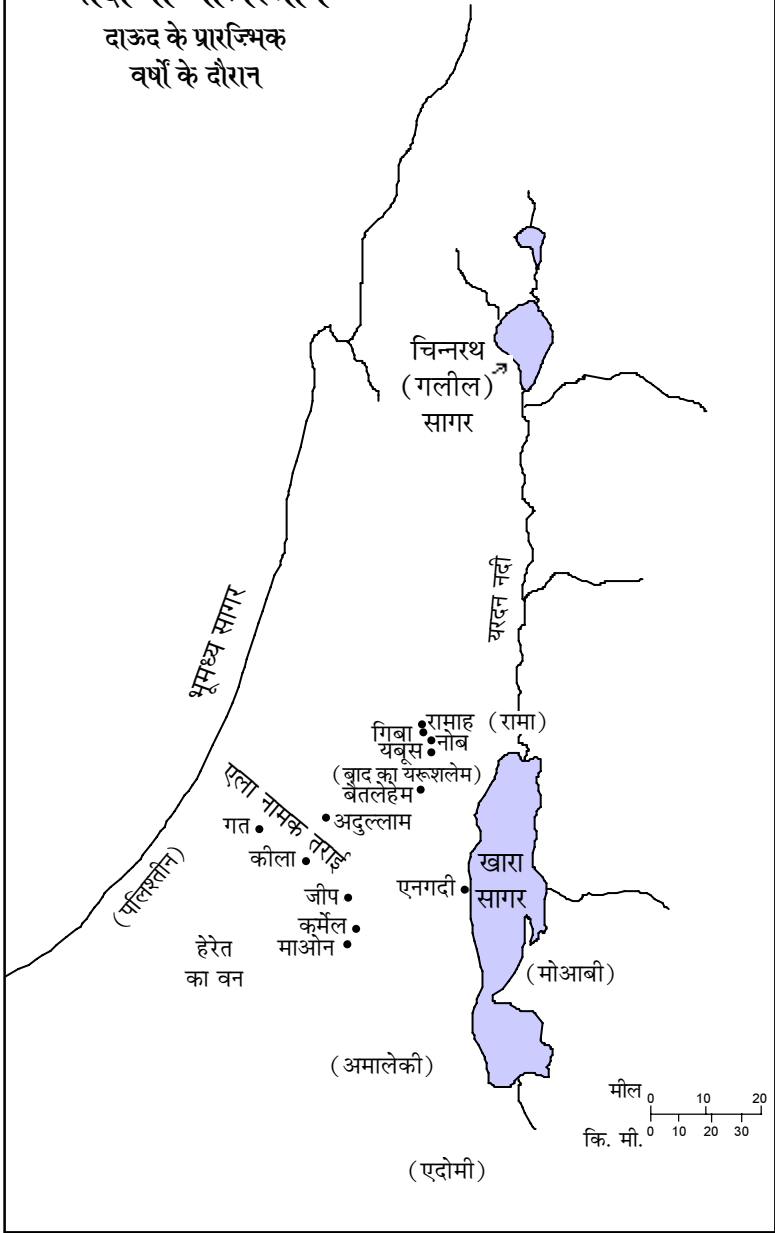 दाऊद के प्रारज्भिक
वर्षों के दौरान
चिन्नरथ
(गलील)
सागर
यरदन नदी
भूमध्य सागर
रामाह (रामा)
गिबा
नोब
यबूस
(बाद का यरूशलेम)
बेतलेहेम
एला नामक तराई
अदुल्लाम
गत
कीला
खारा
सागर
एनगदी
जीप
कर्मेल
माओन
(पलिश्तीन)
हेरेत
का वन
(मोआबी)
(अमालेकी)
मील 0 10 20
कि. मी. 0 10 20 30
(एदोमी)